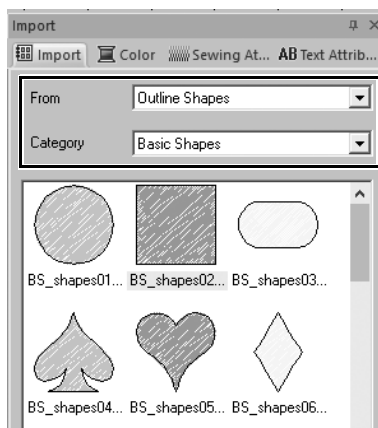 Import
Import Color Sewing At... AB Text Attrib...
From Outline Shapes
Category Basic Shapes
BS_shapes01... BS_shapes02... BS_shapes03...
BS_shapes04... BS_shapes05... BS_shapes06...